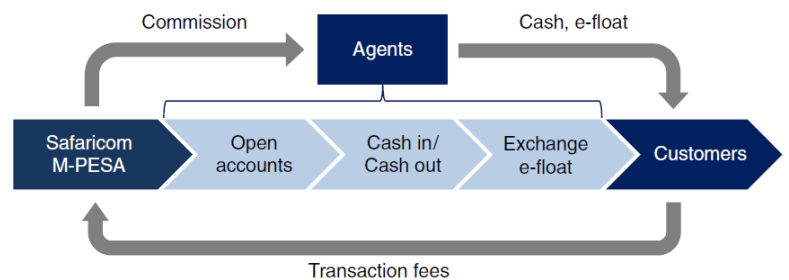 Commission
Cash, e-float
Agents
Safaricom
M-PESA
Open
accounts
Cash in/
Cash out
Exchange
e-float
Customers
Transaction fees